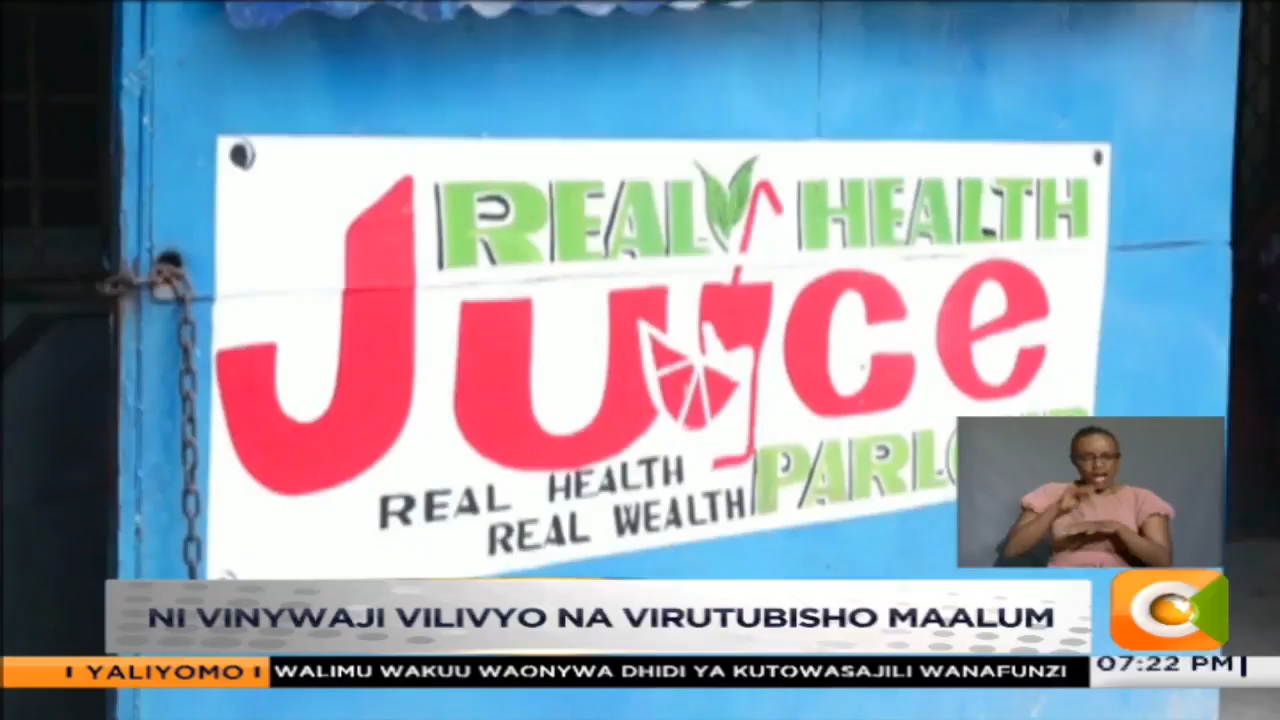 REAL HEALTH
Juice
REAL HEALTH
REAL WEALTH
NI VINYWAJI VILIVYO NA VIRUTUBISHO MAALUM
YALIYOMO
WALIMU WAKUU WAONYWA DHIDI YA KUTOWASAJILI WANAFUNZI
07:22 PM